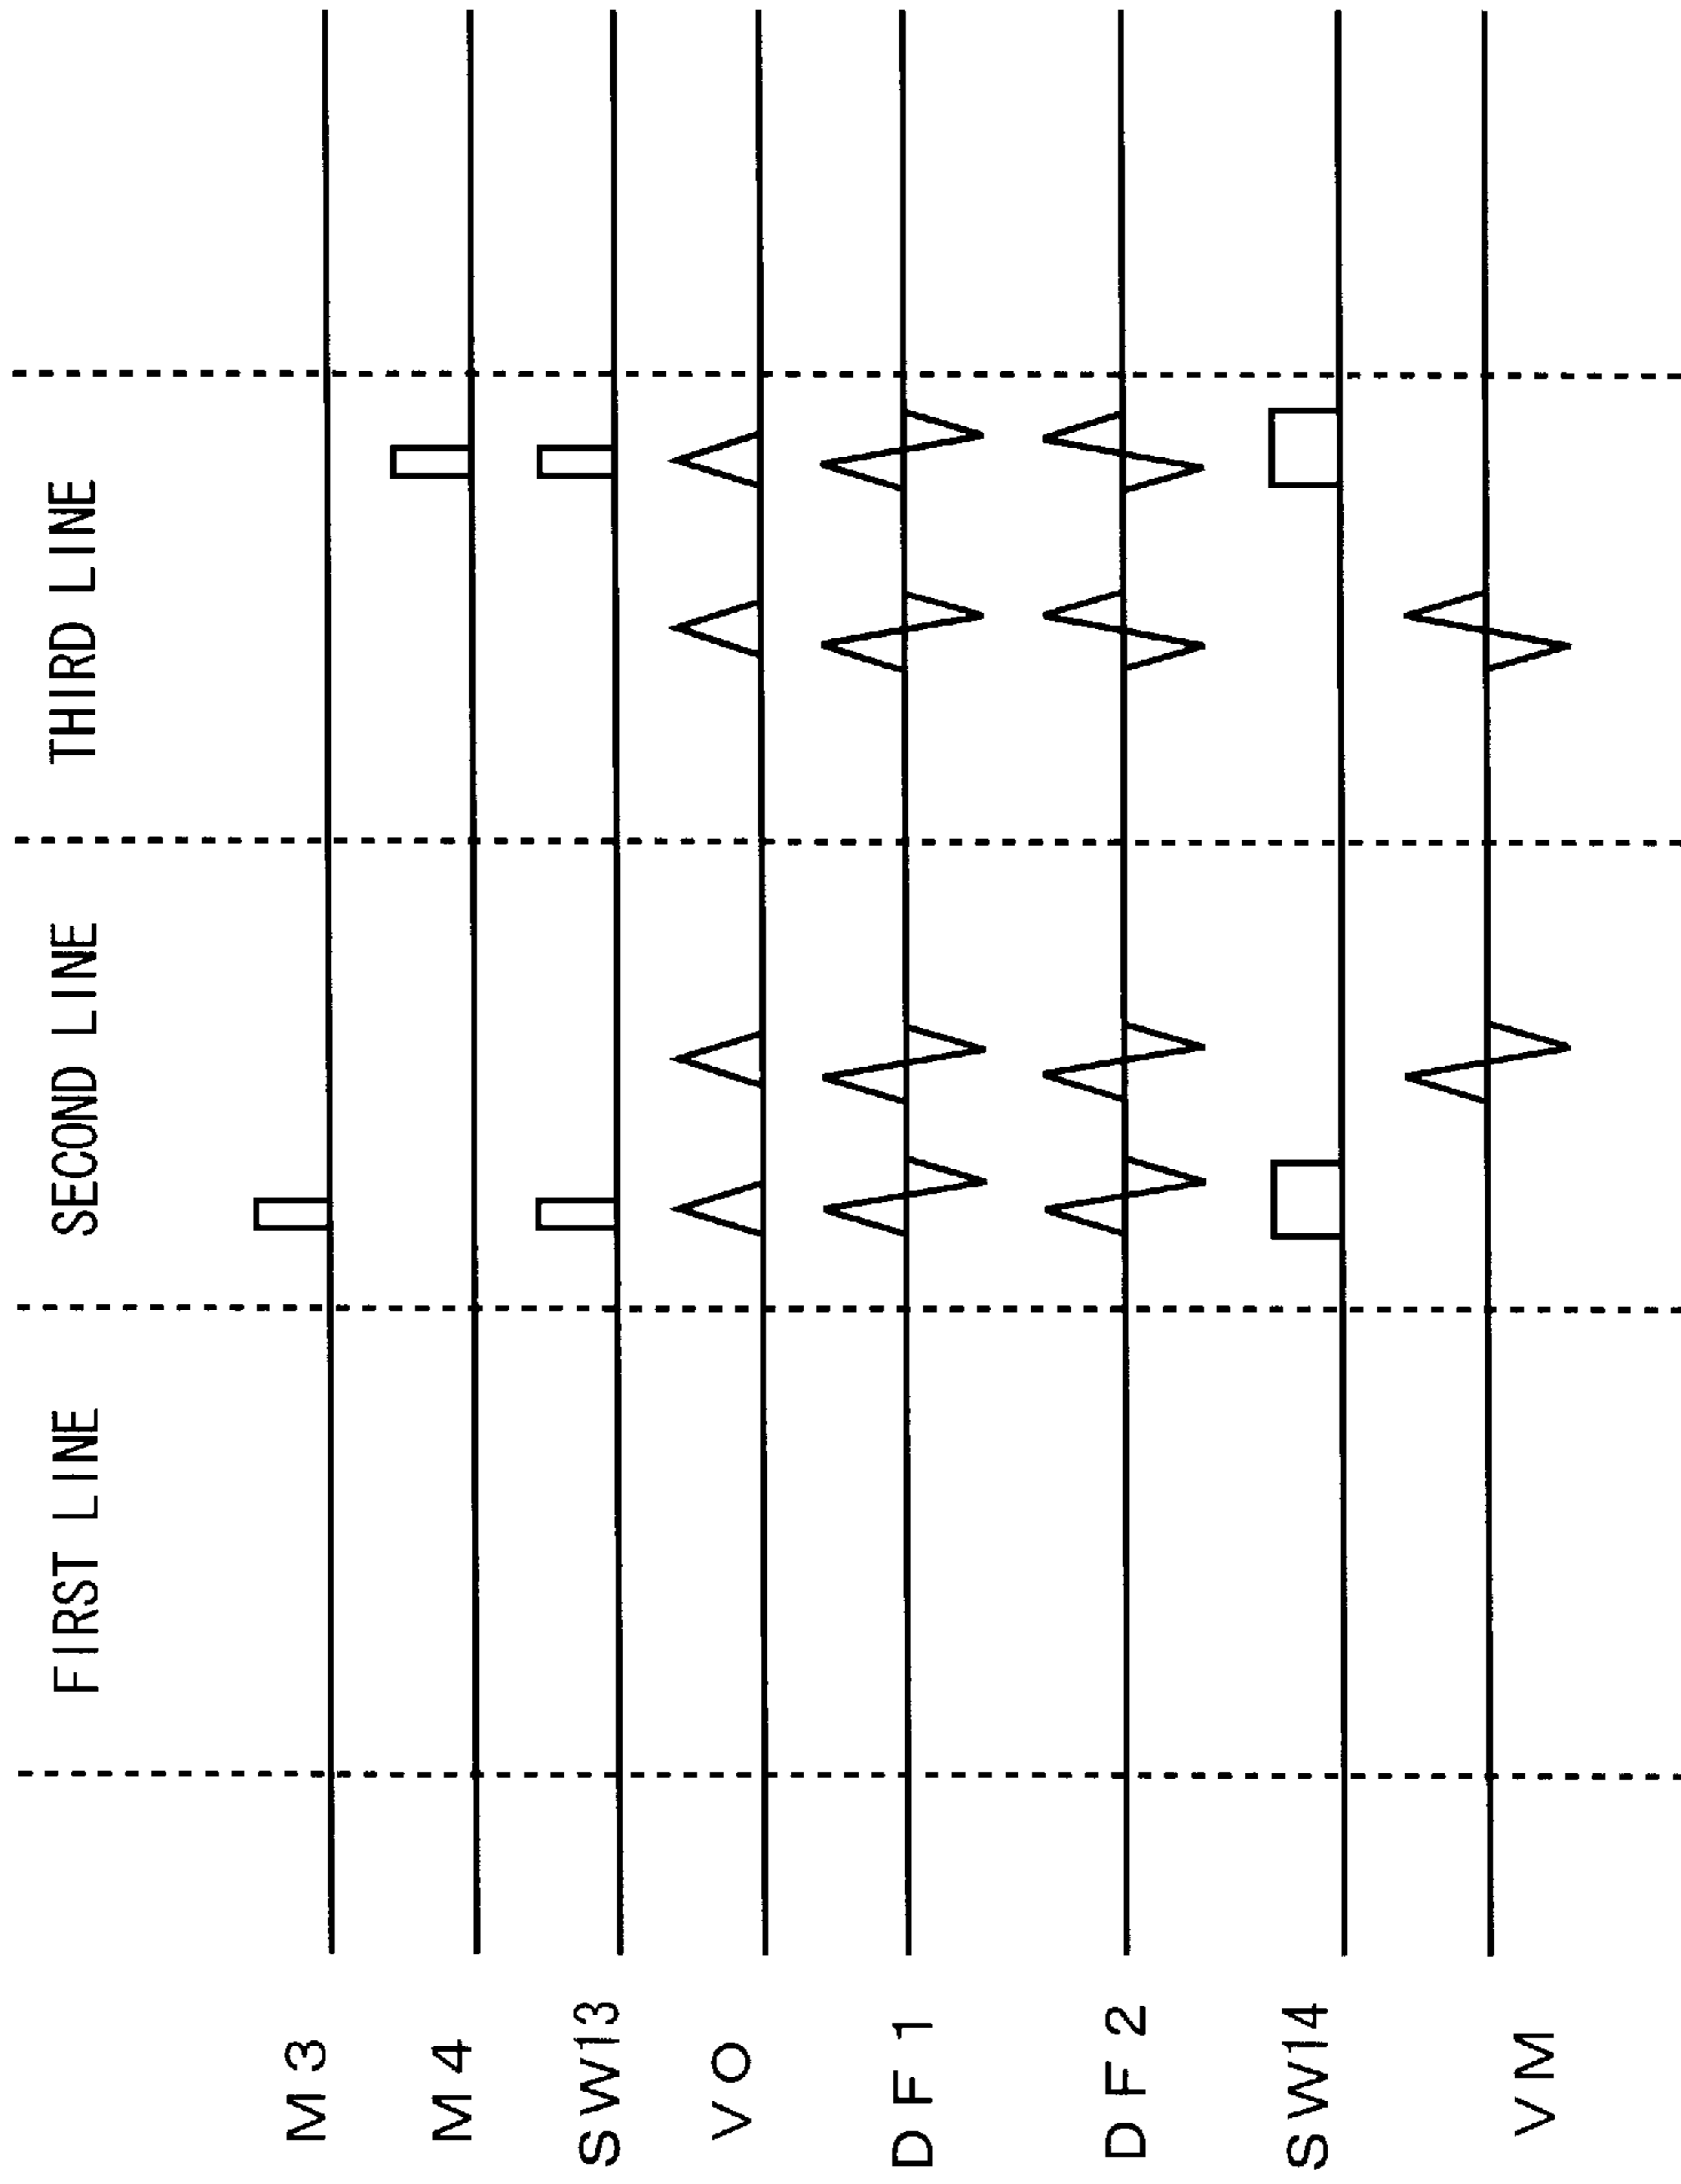 FIRST LINE
SECOND LINE
THIRD LINE
M3
M4
SW13
VO
DF1
DF2
SW14
VM